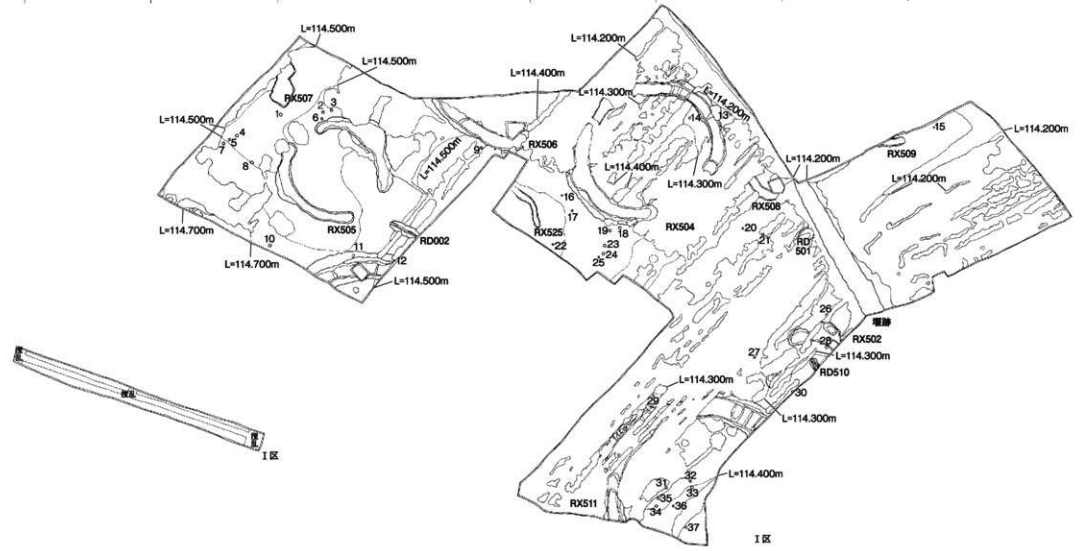 L=114.500m
L=114.200m
L=114.500m
L=114.400m
L=114.300m
L=114.200m
RX507
1
2
3
6
4
5
7
8
L=114.500m
9
L=114.500m
RX506
14
13
L=114.400m
L=114.300m
15
L=114.200m
RX509
L=114.200m
L=114.200m
RX508
16
17
RX525
22
19
18
23
24
25
RX504
20
21
RD
501
L=114.700m
RX505
RD002
10
11
12
L=114.700m
L=114.500m
26
堰跡
RX502
28
L=114.300m
27
RD510
30
L=114.300m
L=114.300m
29
撹乱
I区
L=114.400m
31
32
33
35
34
36
37
RX511
I区